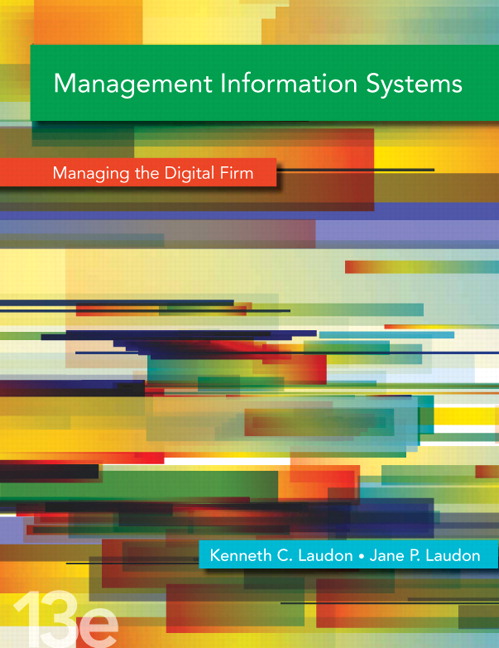 Management Information Systems
Managing the Digital Firm
Kenneth C. Laudon • Jane P. Laudon
13e